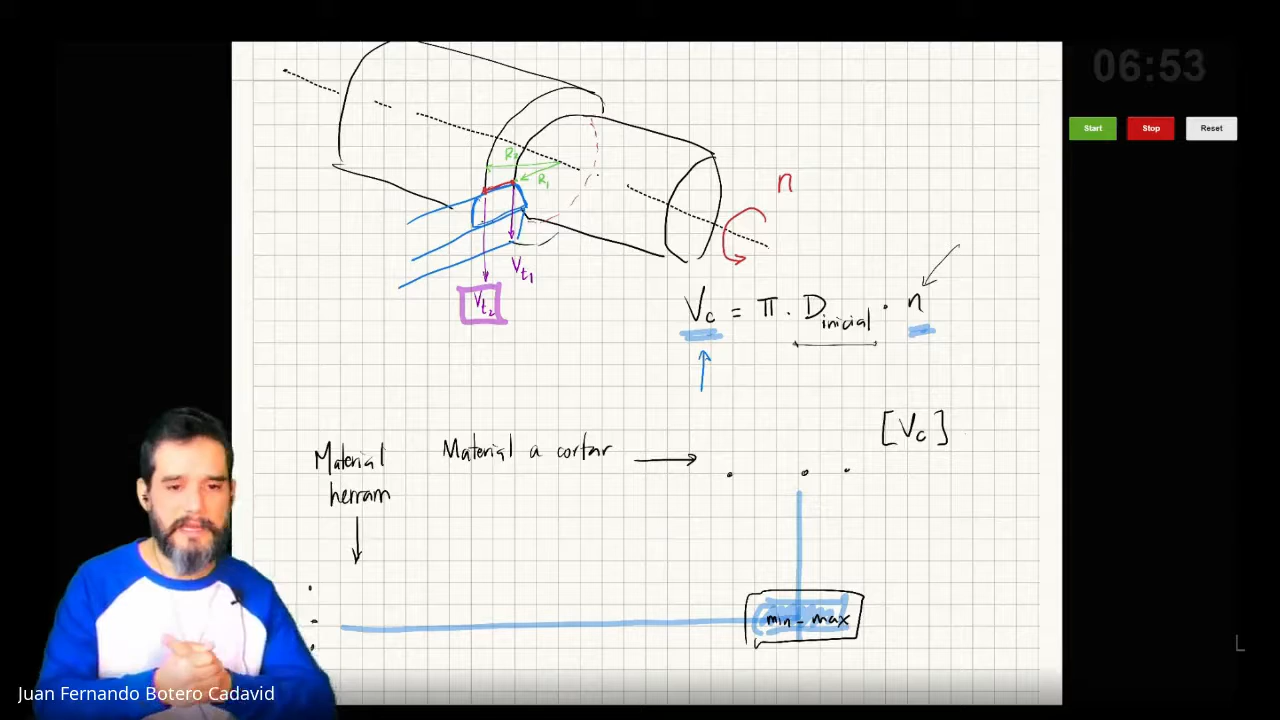 06:53
Start Stop Reset
R₂
R₁
n
Vt₁
Vt₂
Vc = π · Dinicial · n
[Vc]
Material a cortar
Material
herram
min - max
Juan Fernando Botero Cadavid